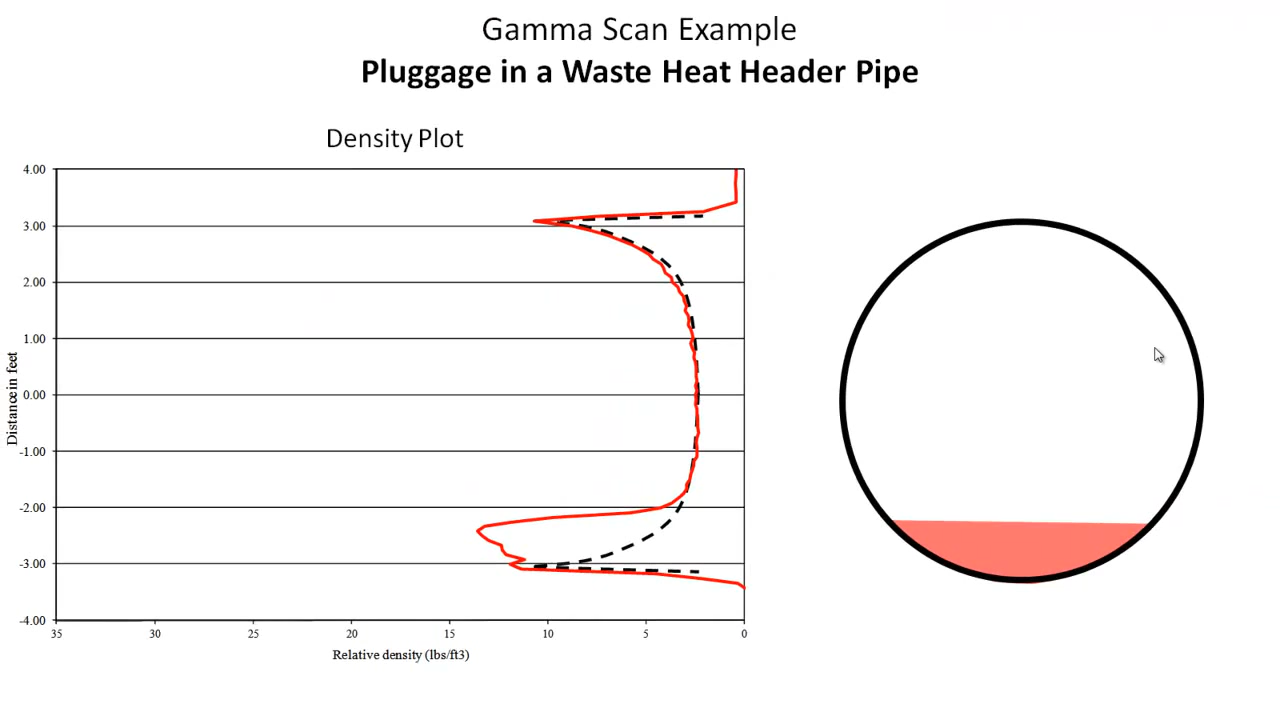 Gamma Scan Example
Pluggage in a Waste Heat Header Pipe
Density Plot
4.00
3.00
2.00
1.00
0.00
-1.00
-2.00
-3.00
-4.00
Distance in feet
35 30 25 20 15 10 5 0
Relative density (lbs/ft3)